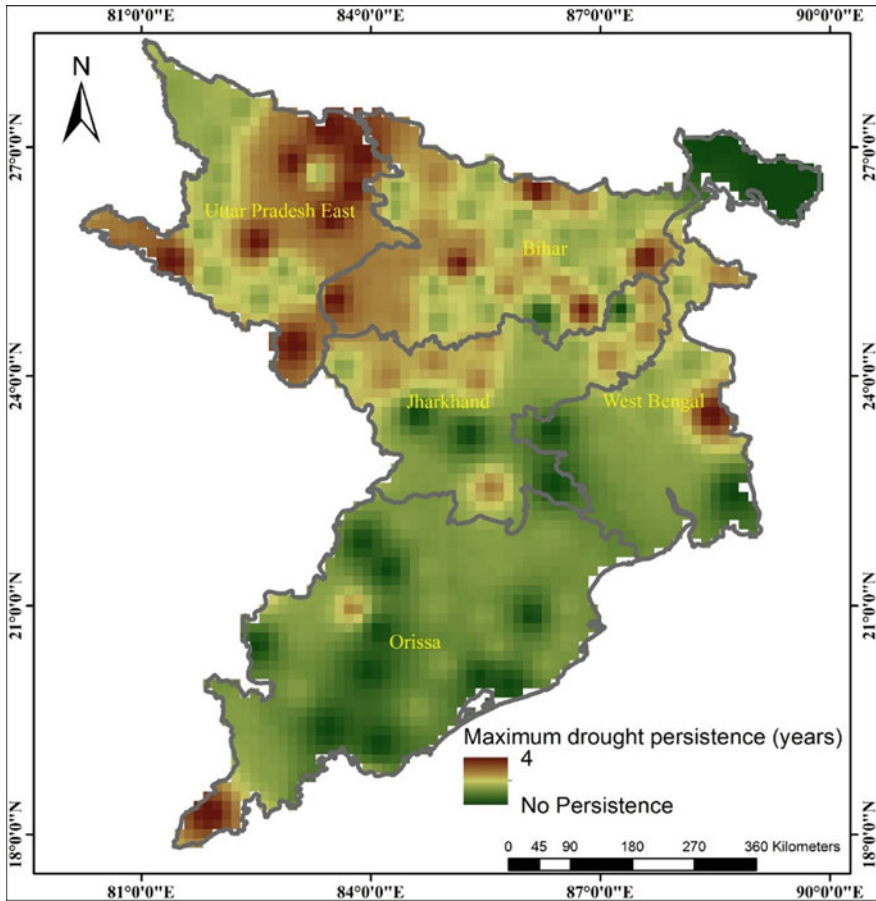 81°0'0"E 84°0'0"E 87°0'0"E 90°0'0"E
N
27°0'0"N 27°0'0"N
Uttar Pradesh East
Bihar
24°0'0"N 24°0'0"N
Jharkhand West Bengal
21°0'0"N 21°0'0"N
Orissa
Maximum drought persistence (years)
4
No Persistence
18°0'0"N 18°0'0"N
0 45 90 180 270 360 Kilometers
81°0'0"E 84°0'0"E 87°0'0"E 90°0'0"E